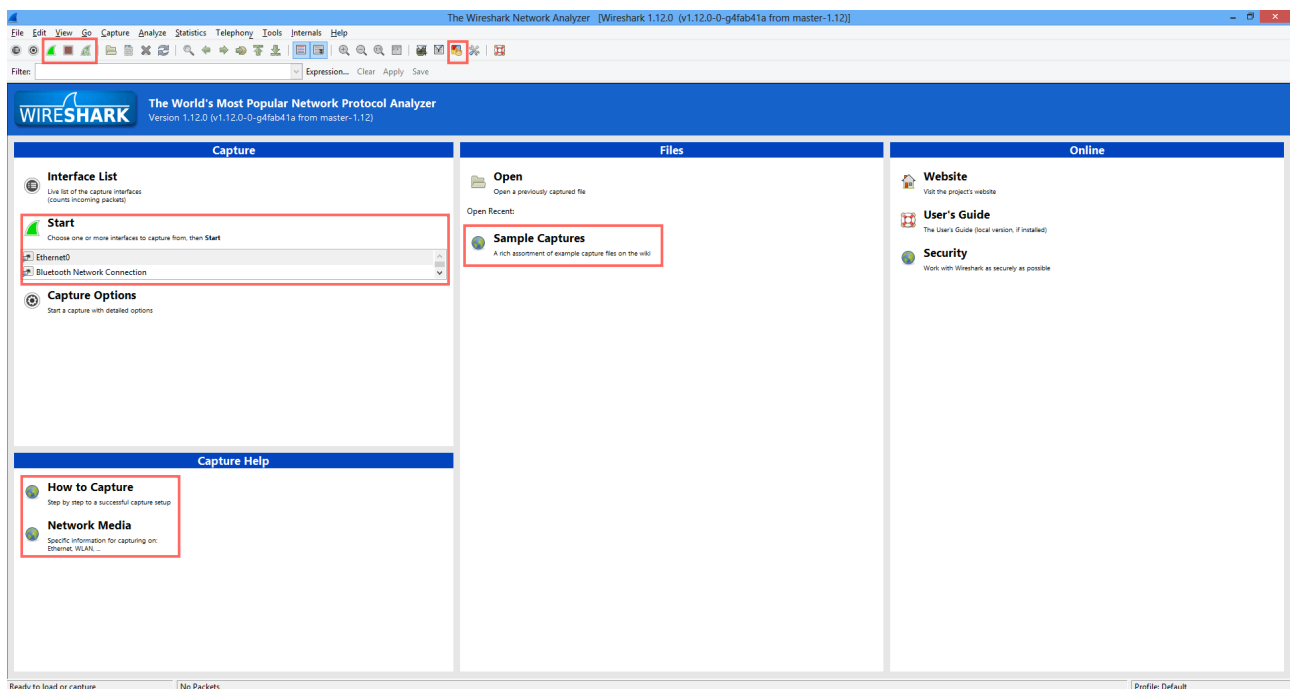 The Wireshark Network Analyzer [Wireshark 1.12.0 (v1.12.0-0-g4fab41a from master-1.12)]
File Edit View Go Capture Analyze Statistics Telephony Tools Internals Help
Filter: Expression... Clear Apply Save
WIRESHARK
The World's Most Popular Network Protocol Analyzer
Version 1.12.0 (v1.12.0-0-g4fab41a from master-1.12)
Capture
Interface List
Live list of the capture interfaces
(counts incoming packets)
Start
Choose one or more interfaces to capture from, then Start
Ethernet0
Bluetooth Network Connection
Capture Options
Start a capture with detailed options
Capture Help
How to Capture
Step by step to a successful capture setup
Network Media
Specific information for capturing on:
Ethernet, WLAN, ...
Files
Open
Open a previously captured file
Open Recent:
Sample Captures
A rich assortment of example capture files on the wiki
Online
Website
Visit the project's website
User's Guide
The User's Guide (local version, if installed)
Security
Work with Wireshark as securely as possible
Ready to load or capture No Packets Profile: Default